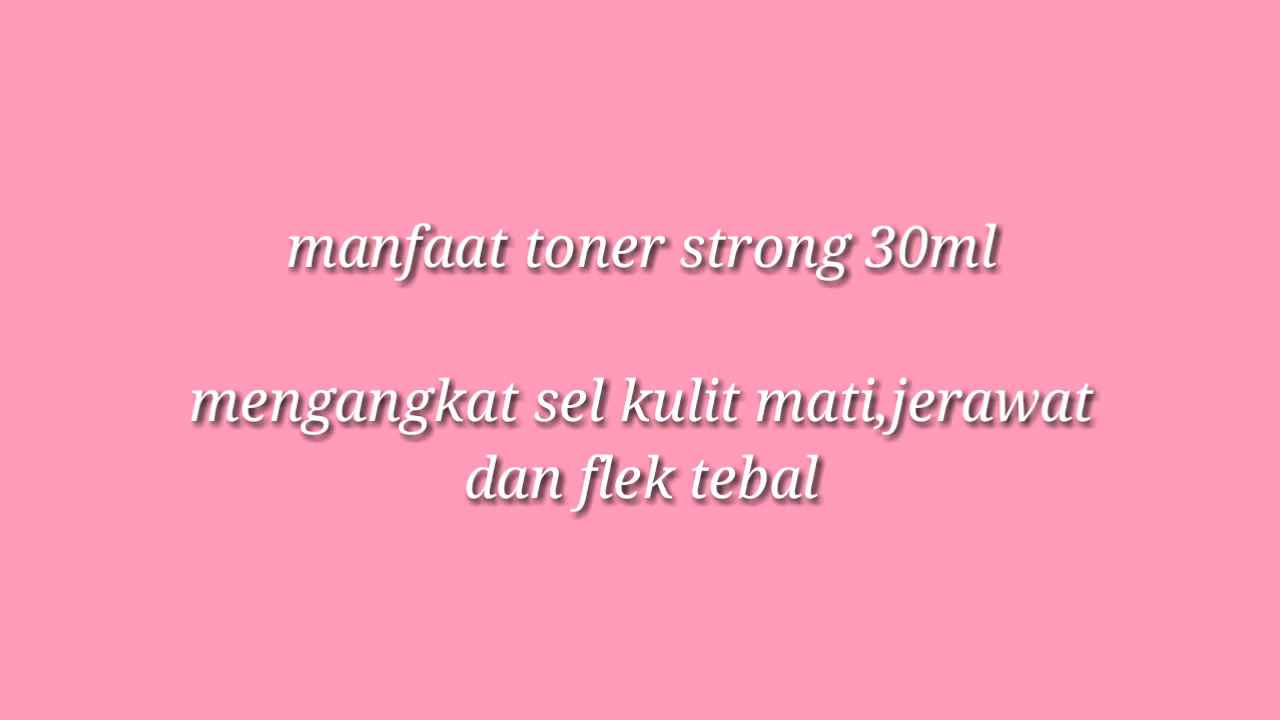 manfaat toner strong 30ml
mengangkat sel kulit mati,jerawat
dan flek tebal